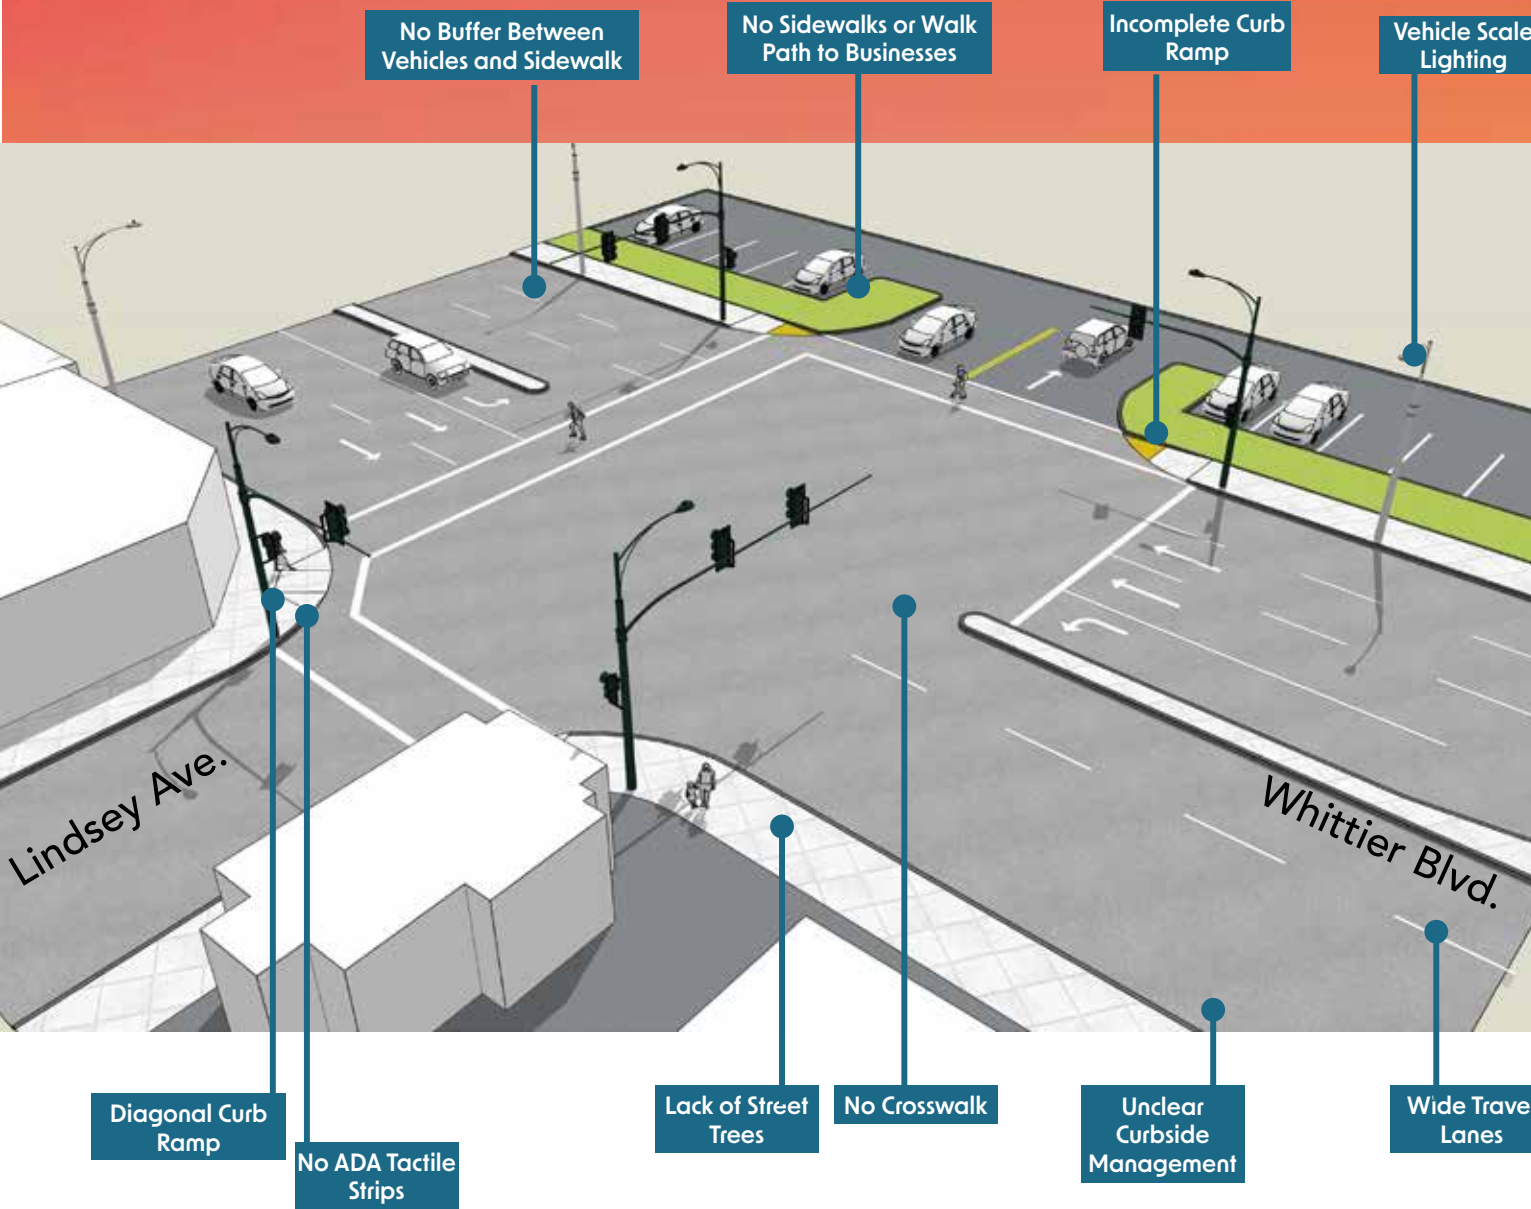 No Buffer Between
Vehicles and Sidewalk
No Sidewalks or Walk
Path to Businesses
Incomplete Curb
Ramp
Vehicle Scale
Lighting
Lindsey Ave.
Whittier Blvd.
Diagonal Curb
Ramp
No ADA Tactile
Strips
Lack of Street
Trees
No Crosswalk
Unclear
Curbside
Management
Wide Trave
Lanes